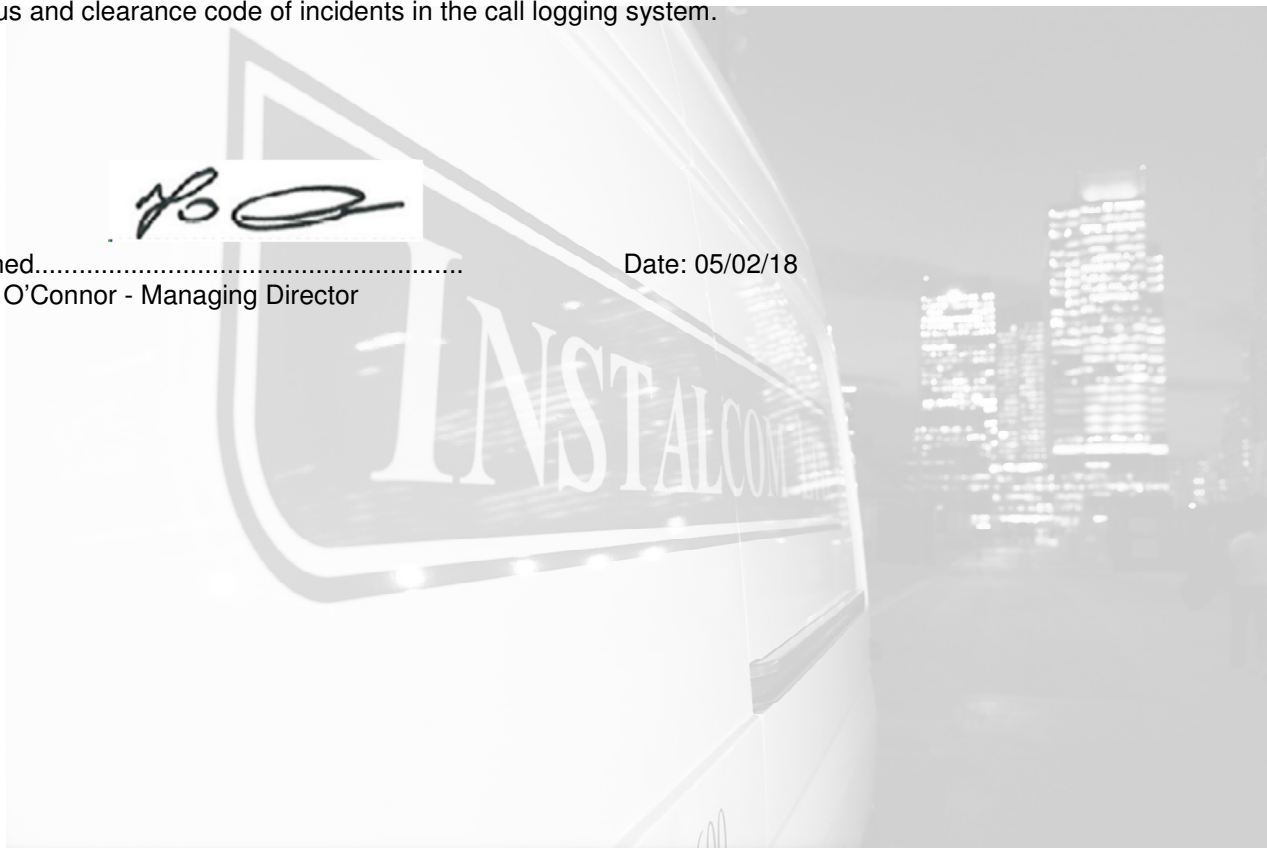 us and clearance code of incidents in the call logging system.
ned.......................................................... Date: 05/02/18
O'Connor - Managing Director
INSTALCOM